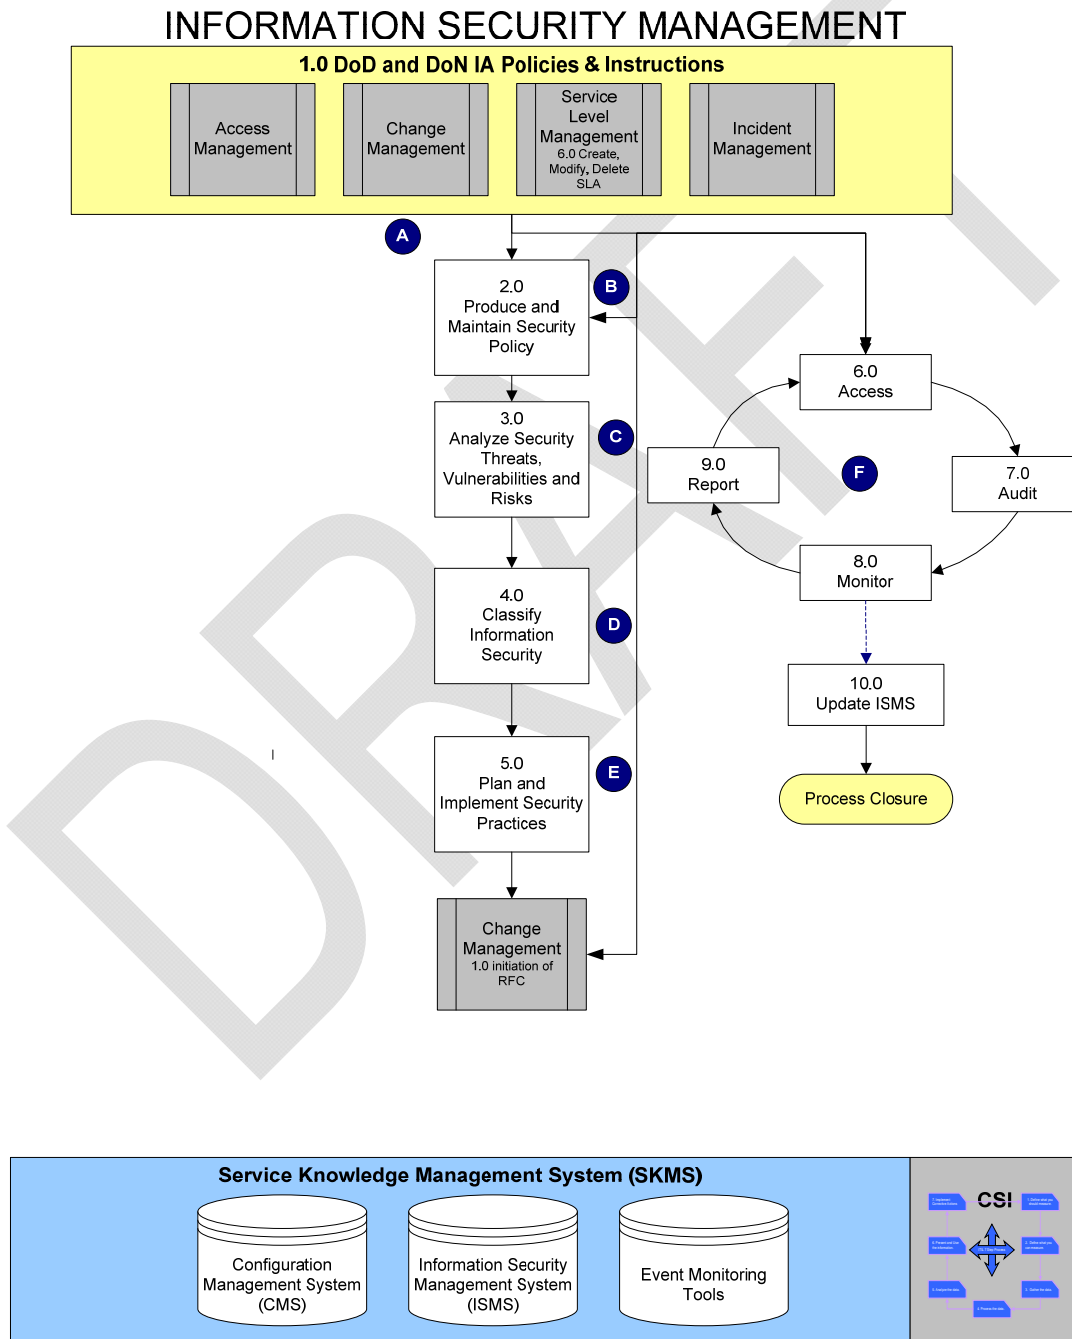 INFORMATION SECURITY MANAGEMENT
1.0 DoD and DoN IA Policies & Instructions
Access
Management
Change
Management
Service
Level
Management
6.0 Create,
Modify, Delete
SLA
Incident
Management
A
2.0
Produce and
Maintain Security
Policy
B
3.0
Analyze Security
Threats,
Vulnerabilities and
Risks
C
4.0
Classify
Information
Security
D
5.0
Plan and
Implement Security
Practices
E
Change
Management
1.0 initiation of
RFC
6.0
Access
7.0
Audit
8.0
Monitor
9.0
Report
F
10.0
Update ISMS
Process Closure
DRAFT
Service Knowledge Management System (SKMS)
Configuration
Management System
(CMS)
Information Security
Management System
(ISMS)
Event Monitoring
Tools
CSI